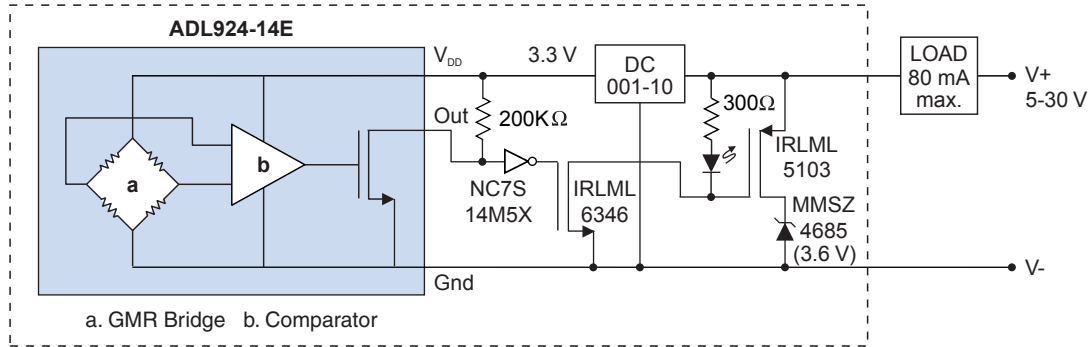 ADL924-14E
V_DD
3.3 V
DC
001-10
LOAD
80 mA
max.
V+
5-30 V
Out
200KΩ
300Ω
IRLML
5103
a
b
NC7S
14M5X
IRLML
6346
MMSZ
4685
(3.6 V)
Gnd
V-
a. GMR Bridge b. Comparator